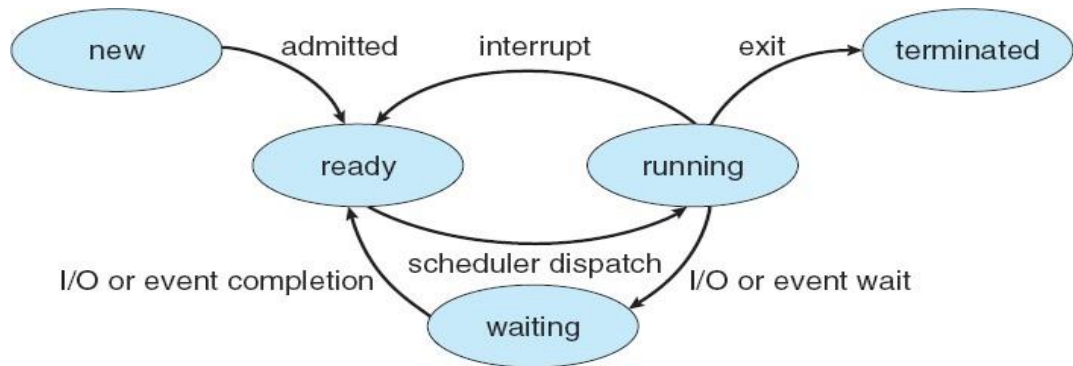 new
admitted
interrupt
exit
terminated
ready
running
I/O or event completion
scheduler dispatch
I/O or event wait
waiting